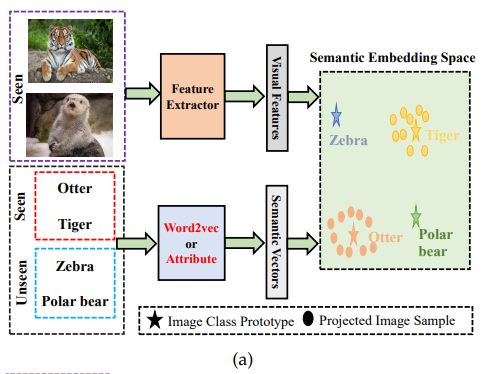 Seen
Feature
Extractor
Visual Features
Semantic Embedding Space
Zebra
Tiger
Otter
Polar
bear
Seen
Otter
Tiger
Unseen
Zebra
Polar bear
Word2vec
or
Attribute
Semantic Vectors
Image Class Prototype
Projected Image Sample
(a)